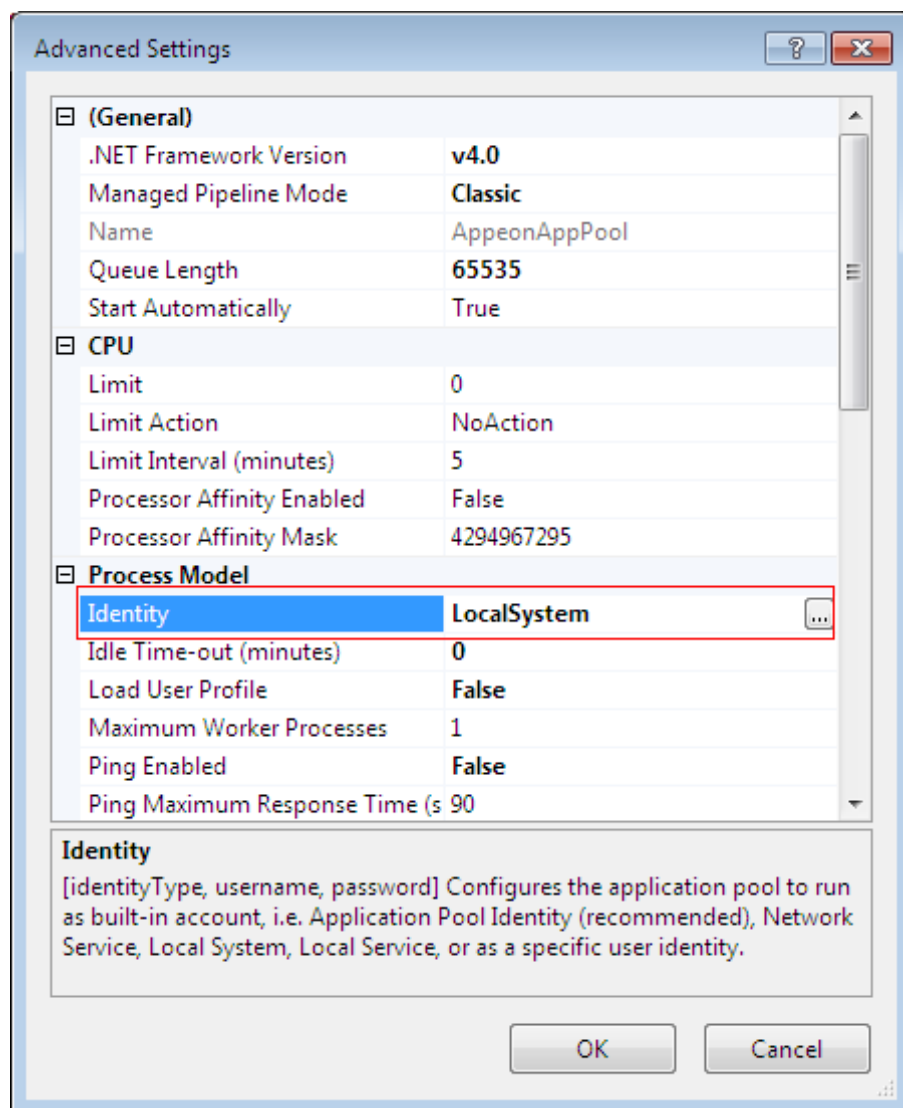 Advanced Settings
(General)
.NET Framework Version v4.0
Managed Pipeline Mode Classic
Name AppeonAppPool
Queue Length 65535
Start Automatically True
CPU
Limit 0
Limit Action NoAction
Limit Interval (minutes) 5
Processor Affinity Enabled False
Processor Affinity Mask 4294967295
Process Model
Identity LocalSystem ...
Idle Time-out (minutes) 0
Load User Profile False
Maximum Worker Processes 1
Ping Enabled False
Ping Maximum Response Time (s 90
Identity
[identityType, username, password] Configures the application pool to run
as built-in account, i.e. Application Pool Identity (recommended), Network
Service, Local System, Local Service, or as a specific user identity.
OK Cancel